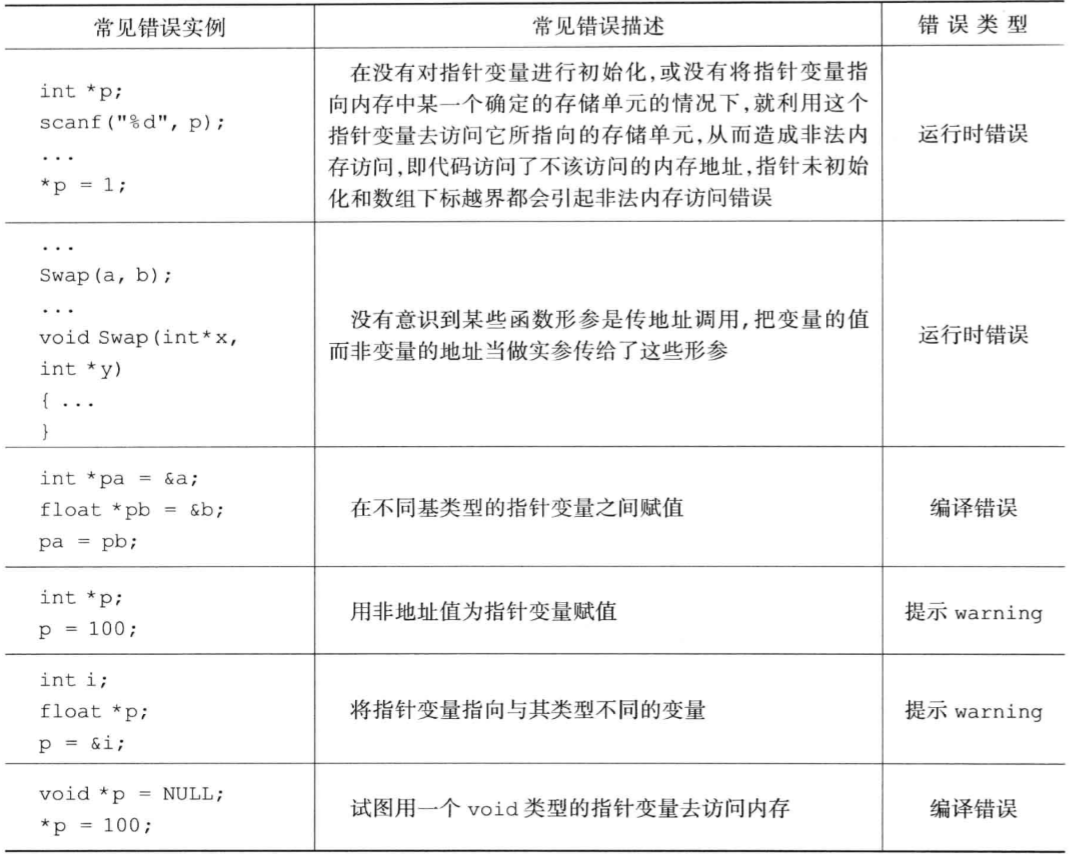 常见错误实例 常见错误描述 错误类型
int *p;
scanf("%d", p);
...
*p = 1;
在没有对指针变量进行初始化,或没有将指针变量指
向内存中某一个确定的存储单元的情况下,就利用这个
指针变量去访问它所指向的存储单元,从而造成非法内
存访问,即代码访问了不该访问的内存地址,指针未初始
化和数组下标越界都会引起非法内存访问错误
运行时错误
...
Swap(a, b);
...
void Swap(int*x,
int *y)
{ ...
}
没有意识到某些函数形参是传地址调用,把变量的值
而非变量的地址当做实参传给了这些形参
运行时错误
int *pa = &a;
float *pb = &b;
pa = pb;
在不同基类型的指针变量之间赋值
编译错误
int *p;
p = 100;
用非地址值为指针变量赋值
提示 warning
int i;
float *p;
p = &i;
将指针变量指向与其类型不同的变量
提示 warning
void *p = NULL;
*p = 100;
试图用一个 void 类型的指针变量去访问内存
编译错误